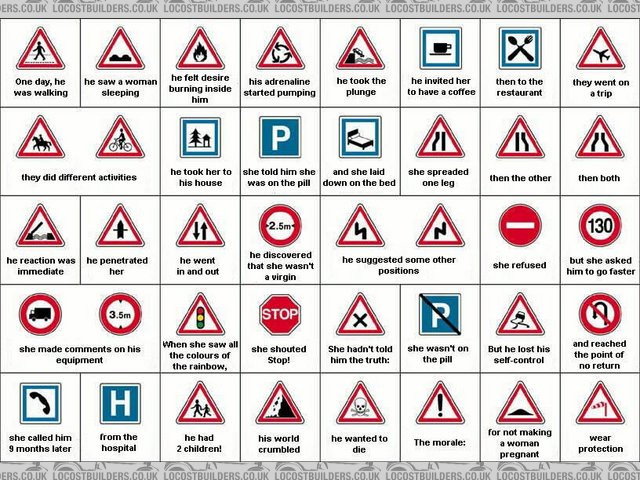 DERS.CO.UK LOCOSTBUILDERS.CO.UK LOCOSTBUILDERS.CO.UK LOCOSTBUILDERS.CO.UK LOCOSTBUILDERS.CO.UK LOCOST
One day, he
was walking
he saw a woman
sleeping
he felt desire
burning inside
him
his adrenaline
started pumping
he took the
plunge
he invited her
to have a coffee
then to the
restaurant
they went on
a trip
they did different activities
he took her to
his house
P
she told him she
was on the pill
and she laid
down on the bed
she spreaded
one leg
then the other
then both
he reaction was
immediate
he penetrated
her
he went
in and out
2.5m
he discovered
that she wasn't
a virgin
he suggested some other
positions
she refused
130
but she asked
him to go faster
3.5m
she made comments on his
equipment
When she saw all
the colours of
the rainbow,
STOP
she shouted
Stop!
She hadn't told
him the truth:
P
she wasn't on
the pill
But he lost his
self-control
and reached
the point of
no return
she called him
9 months later
H
from the
hospital
he had
2 children!
his world
crumbled
he wanted to
die
The morale:
for not making
a woman
pregnant
wear
protection
DERS.CO.UK LOCOSTBUILDERS.CO.UK LOCOSTBUILDERS.CO.UK LOCOSTBUILDERS.CO.UK LOCOSTBUILDERS.CO.UK LOCOST